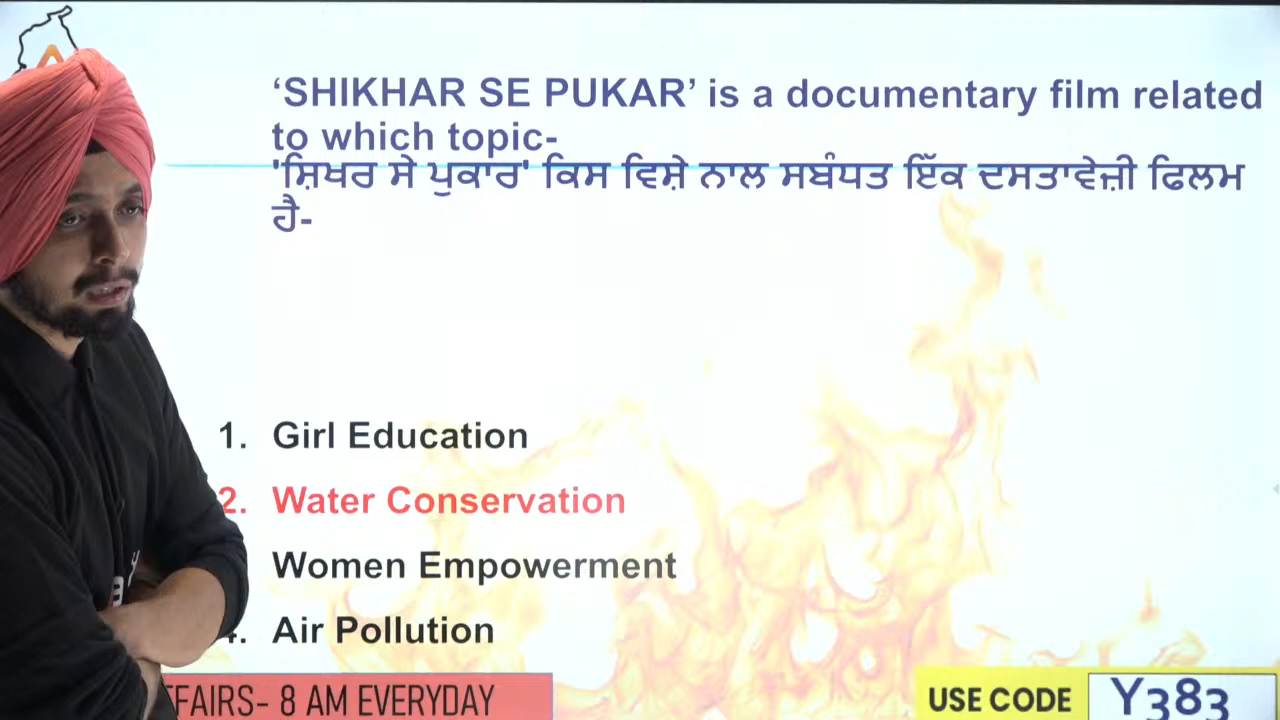 ‘SHIKHAR SE PUKAR’ is a documentary film related
to which topic-
'ਸ਼ਿਖਰ ਸੇ ਪੁਕਾਰ' ਕਿਸ ਵਿਸ਼ੇ ਨਾਲ ਸਬੰਧਤ ਇੱਕ ਦਸਤਾਵੇਜ਼ੀ ਫਿਲਮ
ਹੈ-
1. Girl Education
2. Water Conservation
Women Empowerment
4. Air Pollution
8 AM EVERYDAY
USE CODE
Y383